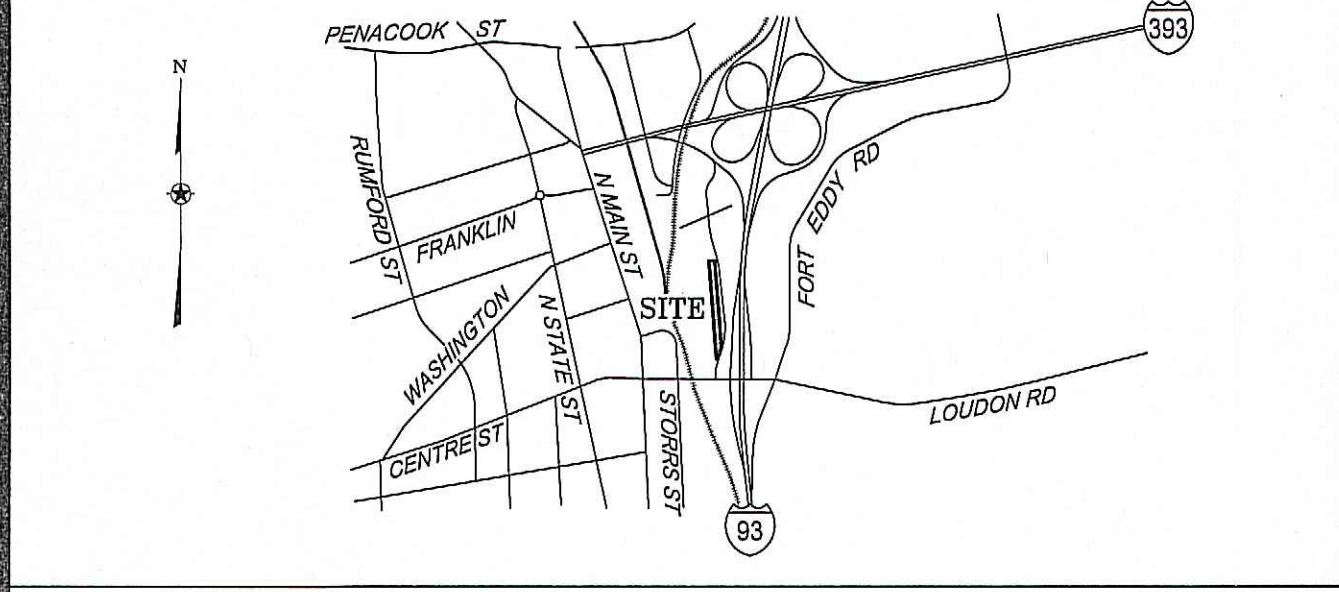 PENACOOK ST
393
N
RUMFORD ST
FRANKLIN
N MAIN ST
FORT EDDY RD
SITE
WASHINGTON
N STATE ST
CENTRE ST
STORRS ST
LOUDON RD
93